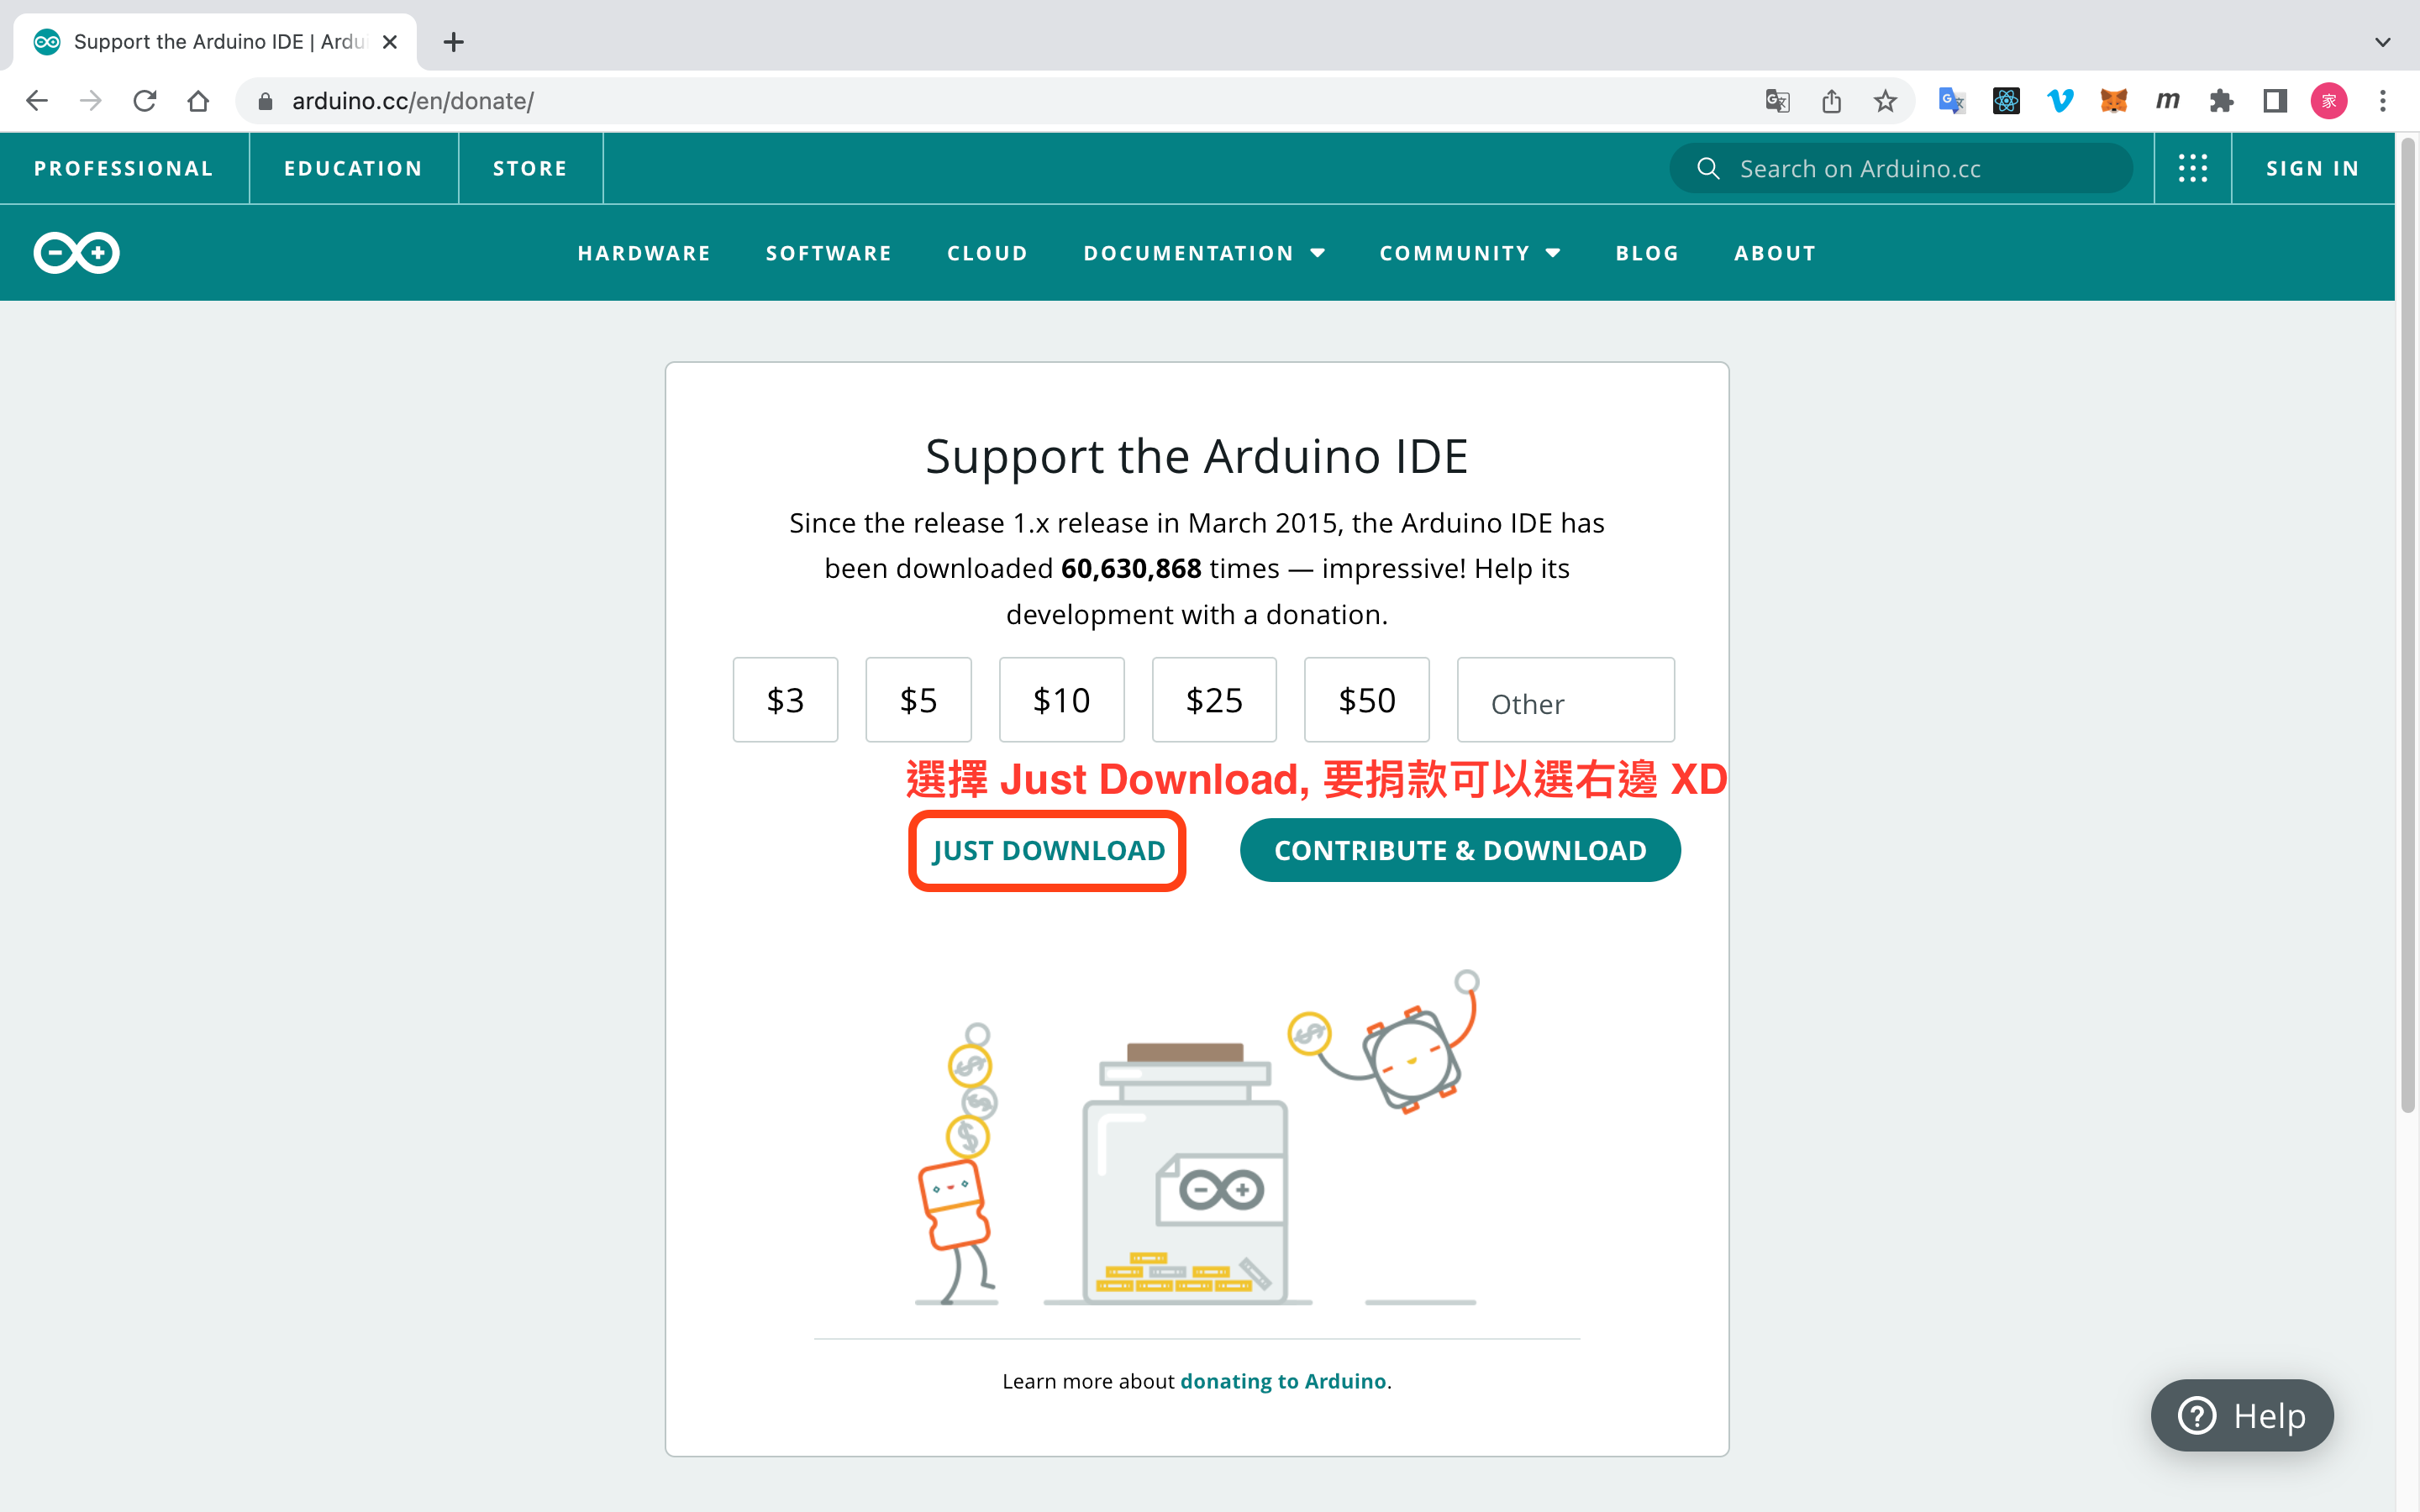 Support the Arduino IDE | Ardu
arduino.cc/en/donate/
家
PROFESSIONAL
EDUCATION
STORE
Search on Arduino.cc
SIGN IN
HARDWARE
SOFTWARE
CLOUD
DOCUMENTATION
COMMUNITY
BLOG
ABOUT
Support the Arduino IDE
Since the release 1.x release in March 2015, the Arduino IDE has
been downloaded 60,630,868 times — impressive! Help its
development with a donation.
$3
$5
$10
$25
$50
Other
選擇 Just Download, 要捐款可以選右邊 XD
JUST DOWNLOAD
CONTRIBUTE & DOWNLOAD
Learn more about donating to Arduino.
Help